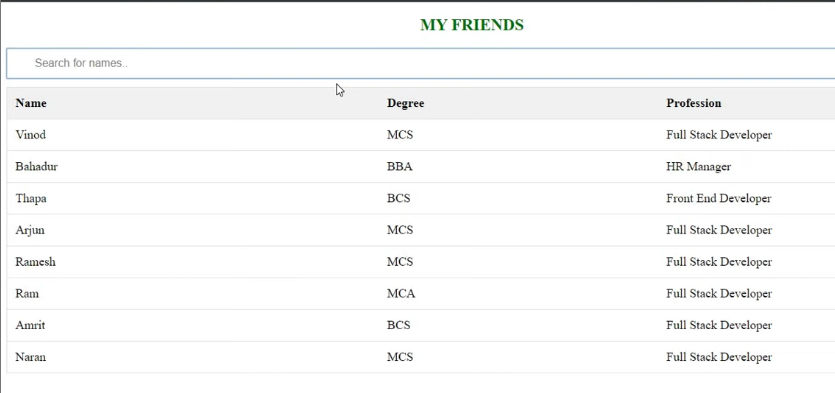 MY FRIENDS
Search for names..
Name Degree Profession
Vinod MCS Full Stack Developer
Bahadur BBA HR Manager
Thapa BCS Front End Developer
Arjun MCS Full Stack Developer
Ramesh MCS Full Stack Developer
Ram MCA Full Stack Developer
Amrit BCS Full Stack Developer
Naran MCS Full Stack Developer